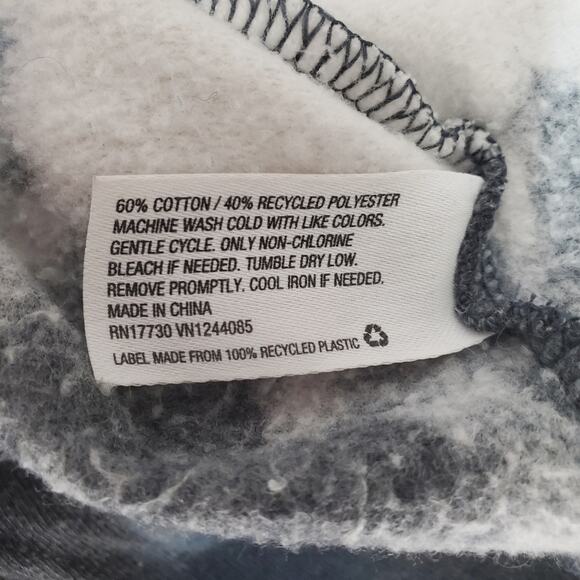 60% COTTON / 40% RECYCLED POLYESTER
MACHINE WASH COLD WITH LIKE COLORS.
GENTLE CYCLE. ONLY NON-CHLORINE
BLEACH IF NEEDED. TUMBLE DRY LOW.
REMOVE PROMPTLY. COOL IRON IF NEEDED.
MADE IN CHINA
RN17730 VN1244085
LABEL MADE FROM 100% RECYCLED PLASTIC